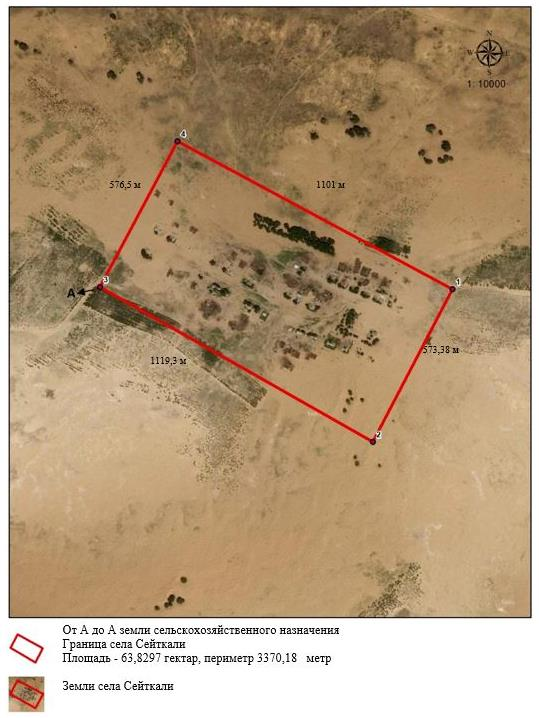 N
W E
S
1: 10000
4
576,5 м
1101 м
3
A
1
1119,3 м
573,38 м
2
От А до А земли сельскохозяйственного назначения
Граница села Сейткали
Площадь - 63,8297 гектар, периметр 3370,18 метр
Земли села Сейткали